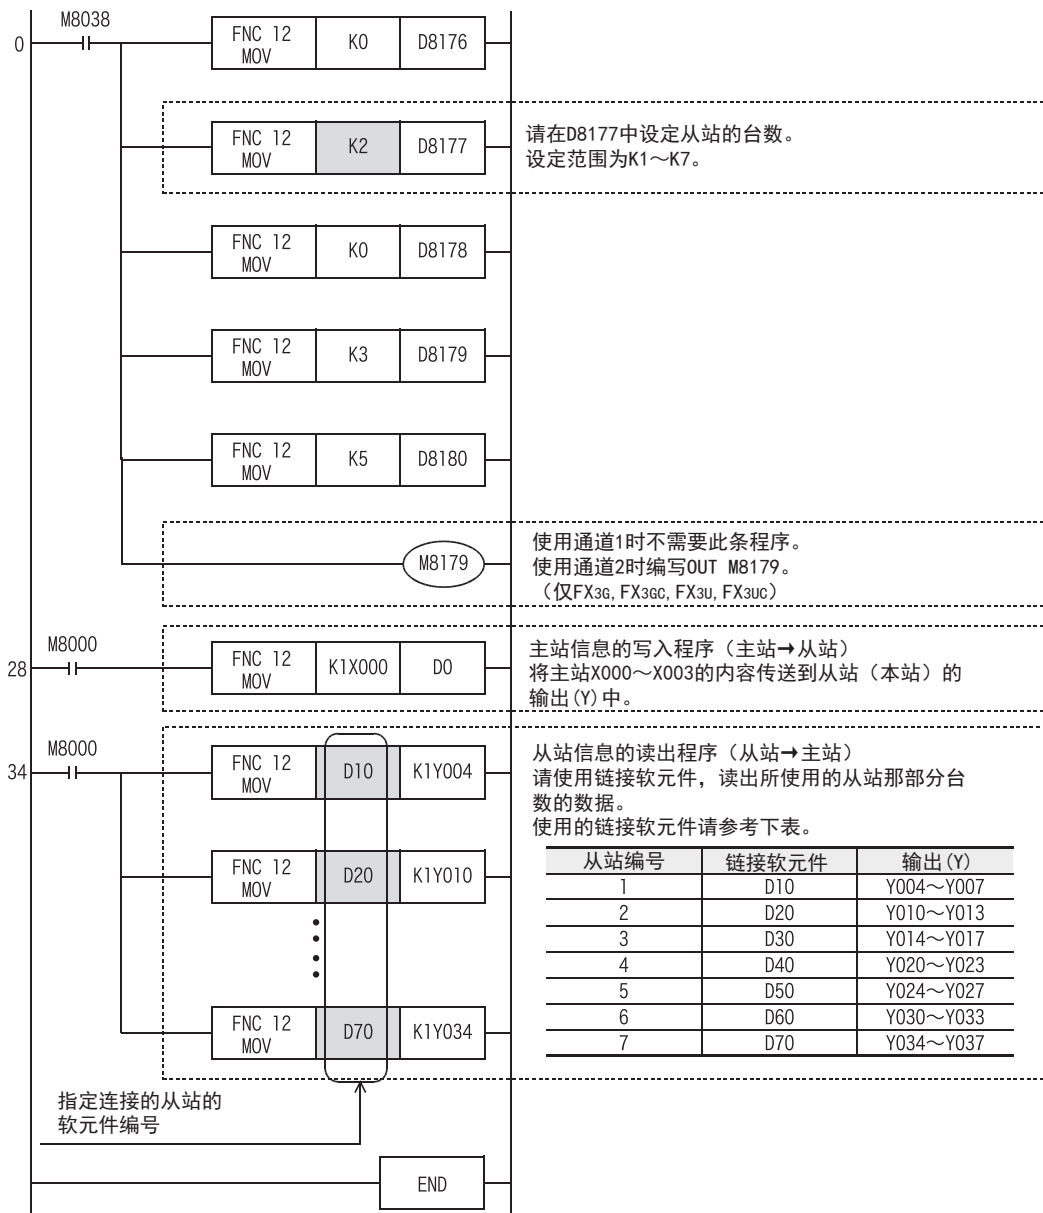 M8038
0
FNC 12
MOV
K0
D8176
FNC 12
MOV
K2
D8177
请在D8177中设定从站的台数。
设定范围为K1～K7。
FNC 12
MOV
K0
D8178
FNC 12
MOV
K3
D8179
FNC 12
MOV
K5
D8180
M8179
使用通道1时不需要此条程序。
使用通道2时编写OUT M8179。
（仅FX3G, FX3GC, FX3U, FX3UC）
M8000
28
FNC 12
MOV
K1X000
D0
主站信息的写入程序（主站➞从站）
将主站X000～X003的内容传送到从站（本站）的
输出(Y)中。
M8000
34
FNC 12
MOV
D10
K1Y004
从站信息的读出程序（从站➞主站）
请使用链接软元件，读出所使用的从站那部分台
数的数据。
使用的链接软元件请参考下表。
FNC 12
MOV
D20
K1Y010
FNC 12
MOV
D70
K1Y034
从站编号 链接软元件 输出(Y)
1 D10 Y004～Y007
2 D20 Y010～Y013
3 D30 Y014～Y017
4 D40 Y020～Y023
5 D50 Y024～Y027
6 D60 Y030～Y033
7 D70 Y034～Y037
指定连接的从站的
软元件编号
END